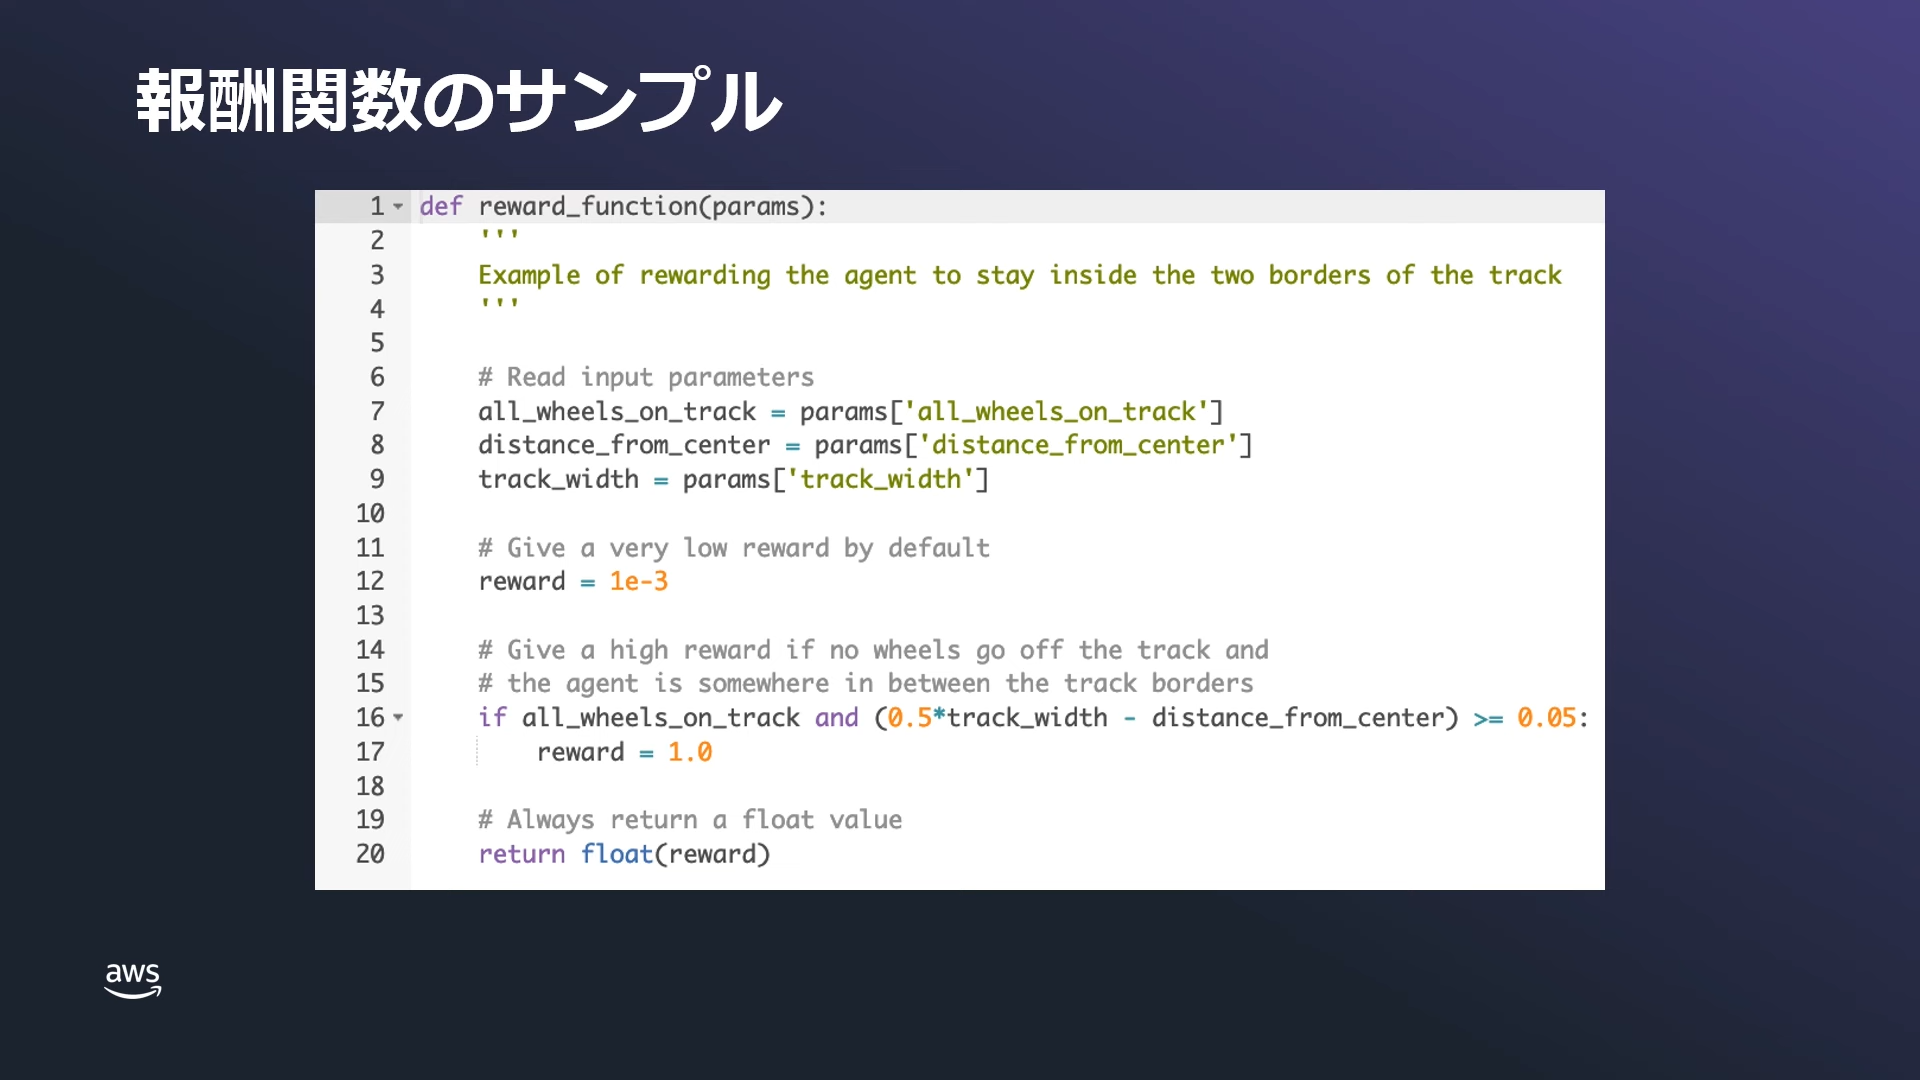 報酬関数のサンプル
1 def reward_function(params):
2     '''
3     Example of rewarding the agent to stay inside the two borders of the track
4     '''
5
6     # Read input parameters
7     all_wheels_on_track = params['all_wheels_on_track']
8     distance_from_center = params['distance_from_center']
9     track_width = params['track_width']
10
11     # Give a very low reward by default
12     reward = 1e-3
13
14     # Give a high reward if no wheels go off the track and
15     # the agent is somewhere in between the track borders
16     if all_wheels_on_track and (0.5*track_width - distance_from_center) >= 0.05:
17         reward = 1.0
18
19     # Always return a float value
20     return float(reward)
aws